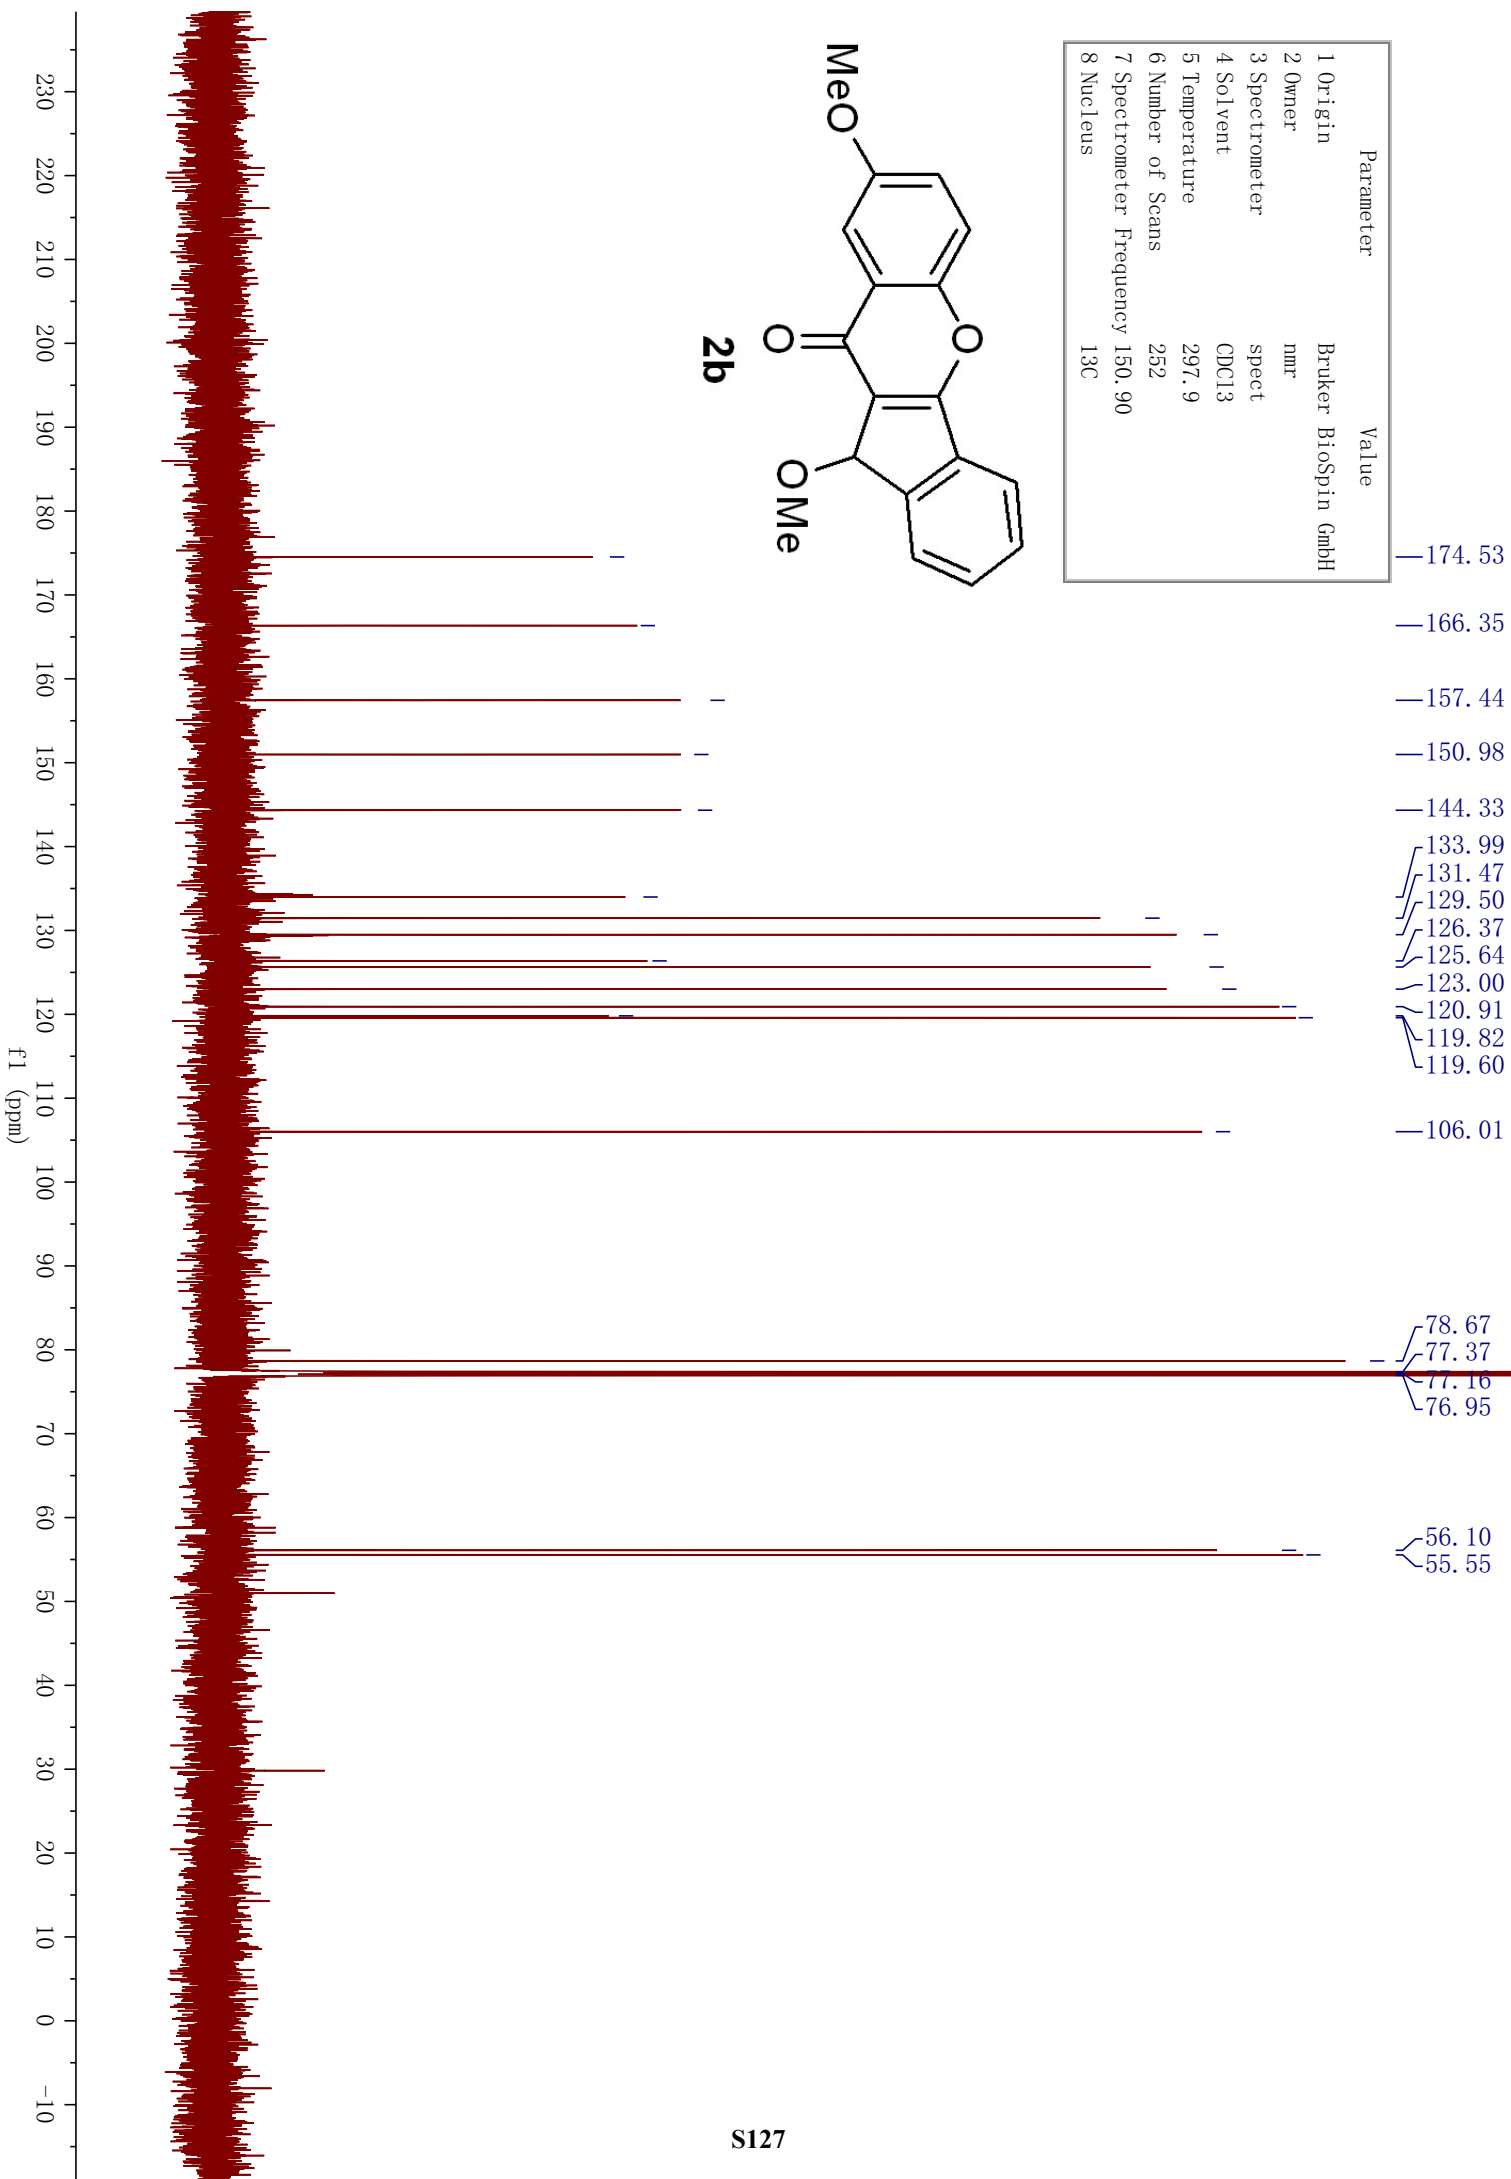 Parameter Value
1 Origin Bruker BioSpin GmbH
2 Owner nmr
3 Spectrometer spect
4 Solvent CDCl3
5 Temperature 297.9
6 Number of Scans 252
7 Spectrometer Frequency 150.90
8 Nucleus 13C
174.53
166.35
157.44
150.98
144.33
133.99
131.47
129.50
126.37
125.64
123.00
120.91
119.82
119.60
106.01
78.67
77.37
77.16
76.95
56.10
55.55
MeO
O
O
OMe
2b
230 220 210 200 190 180 170 160 150 140 130 120 110 100 90 80 70 60 50 40 30 20 10 0 -10
f1 (ppm)
S127